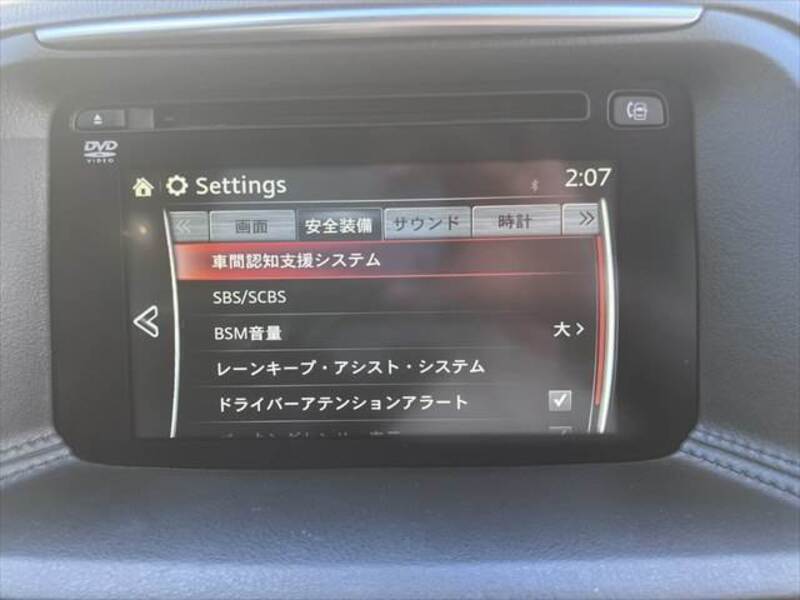 DVD
VIDEO
Settings 2:07
画面 安全装備 サウンド 時計
車間認知支援システム
SBS/SCBS
BSM音量 大
レーンキープ・アシスト・システム
ドライバーアテンションアラート